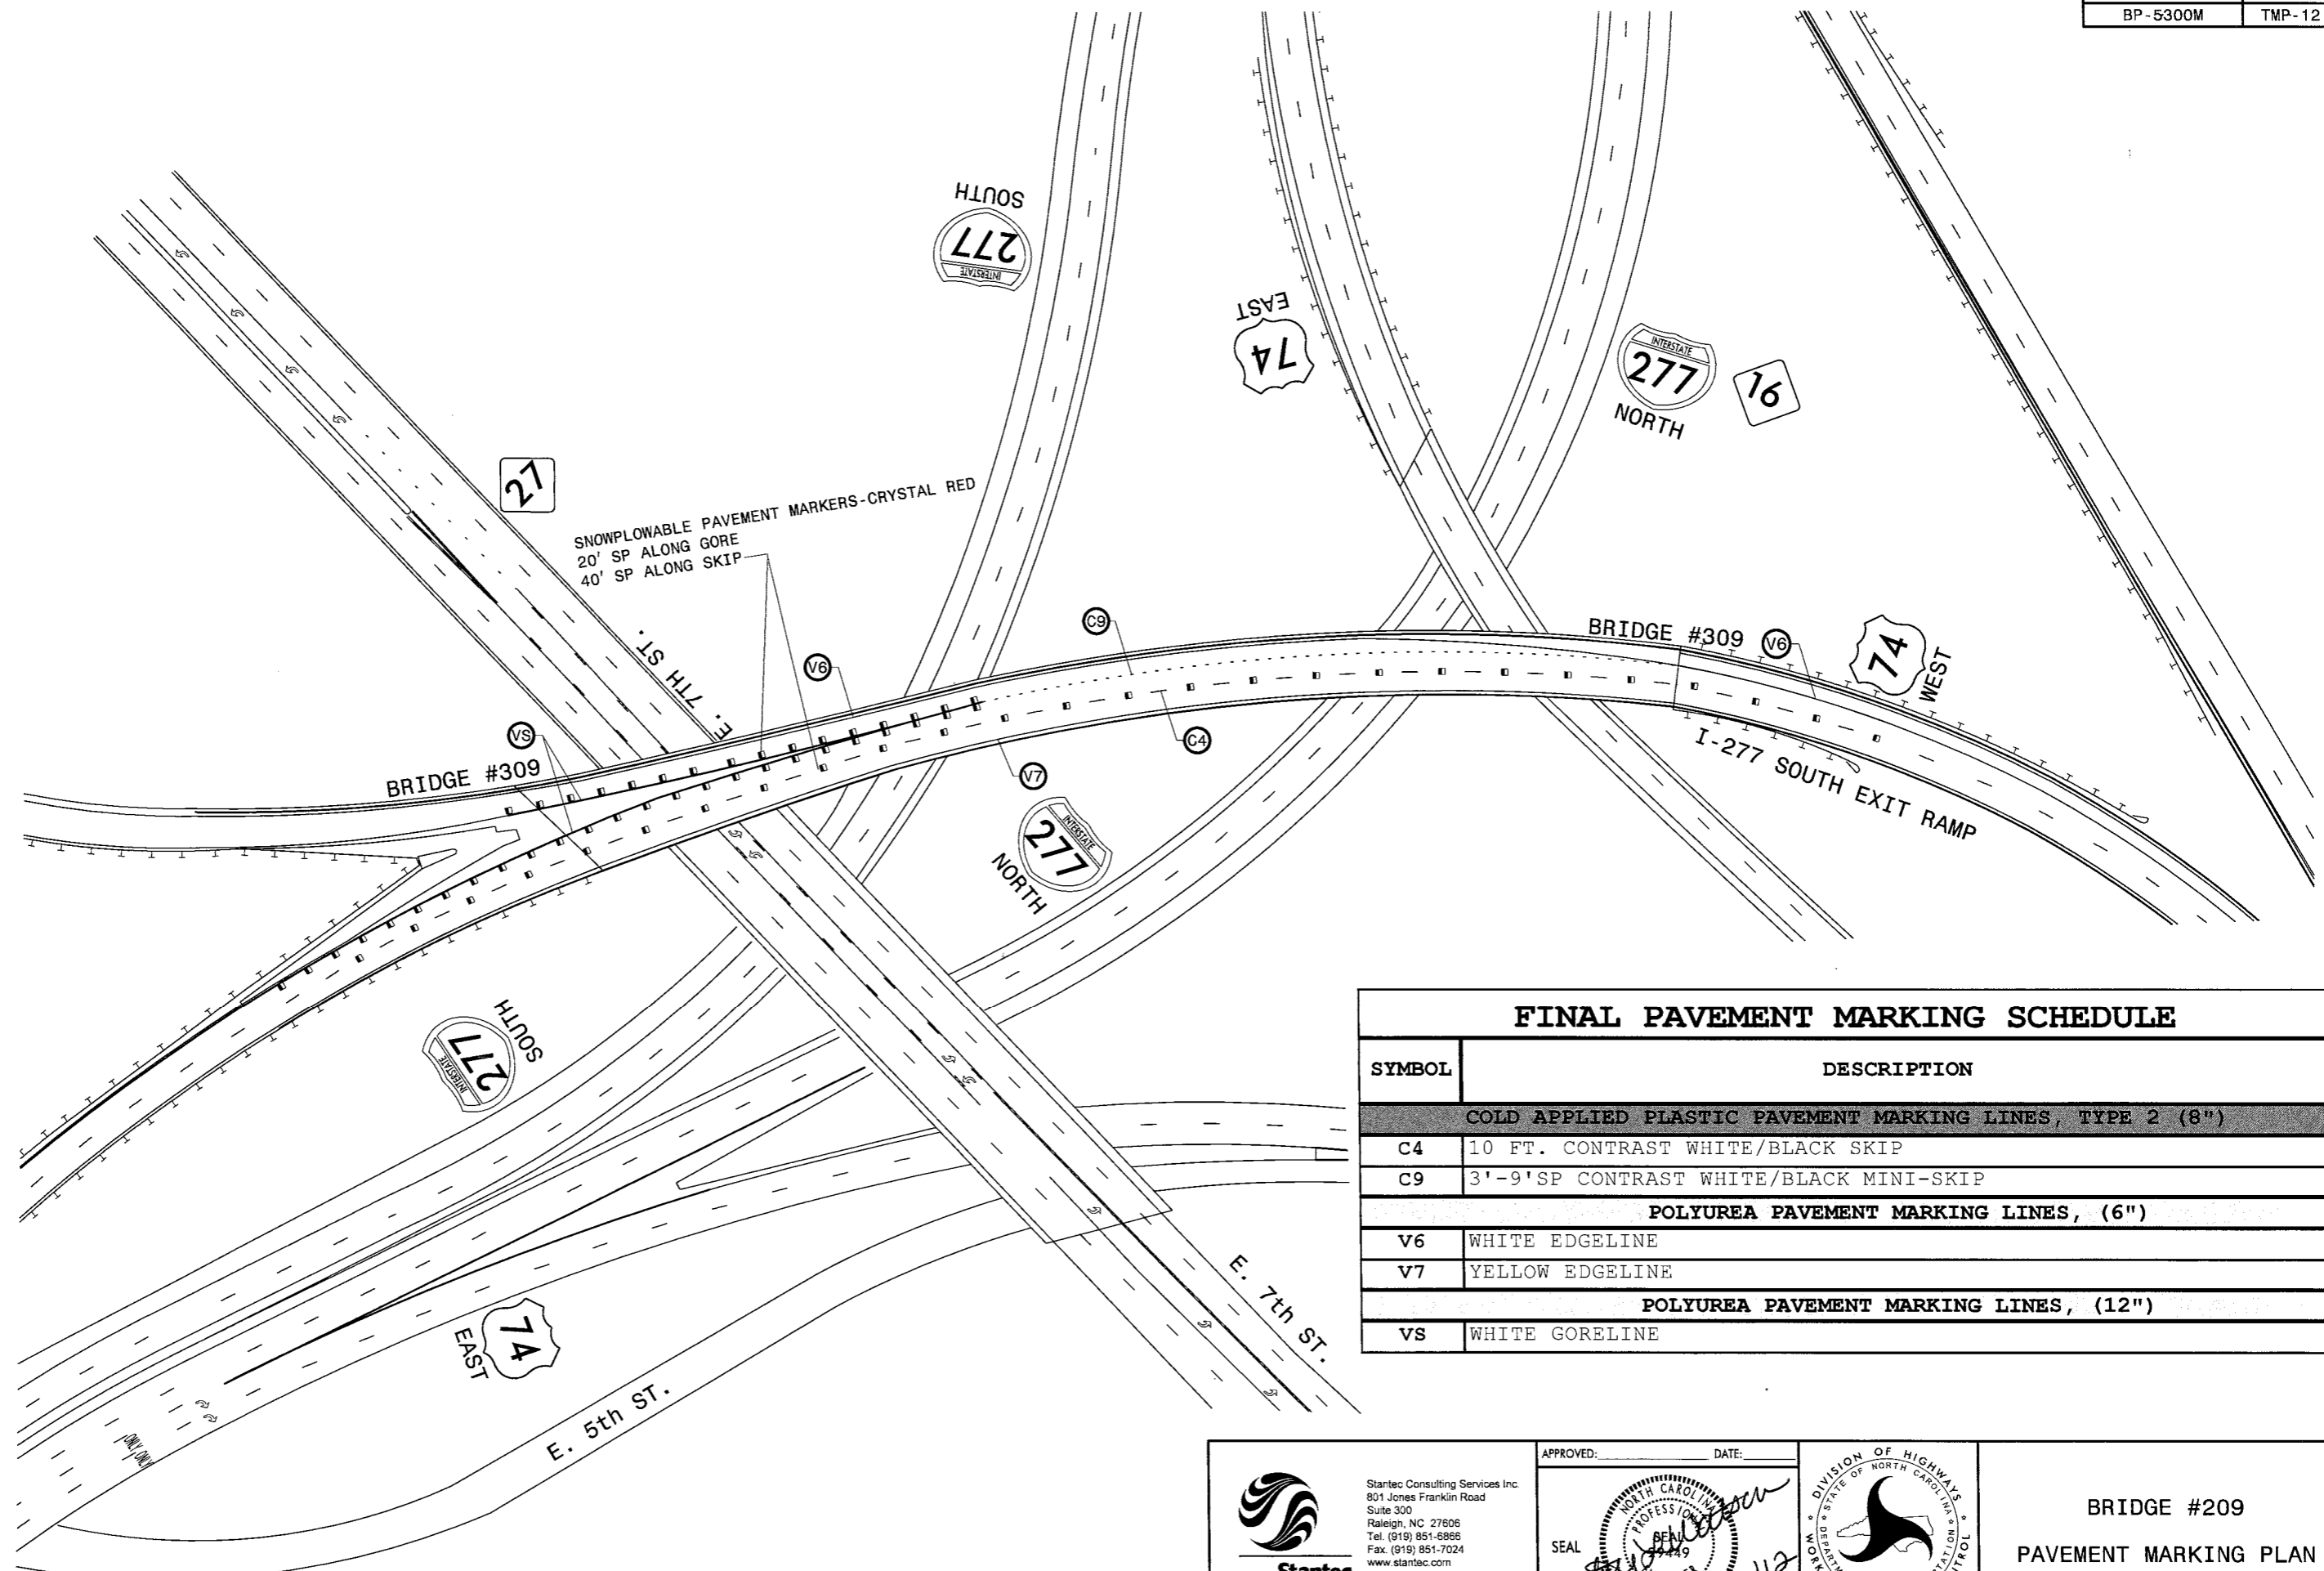 BP-5300M TMP-12
SOUTH
INTERSTATE
277
EAST
74
INTERSTATE
277
NORTH
16
27
SNOWPLOWABLE PAVEMENT MARKERS-CRYSTAL RED
20' SP ALONG GORE
40' SP ALONG SKIP
E. 7TH ST.
E.
C9
V6
BRIDGE #309
V6
74
WEST
VS
BRIDGE #309
C4
V7
I-277 SOUTH EXIT RAMP
INTERSTATE
277
NORTH
SOUTH
INTERSTATE
277
74
EAST
E. 7th ST.
E. 5th ST.
ONLY
ONLY
FINAL PAVEMENT MARKING SCHEDULE
SYMBOL DESCRIPTION
COLD APPLIED PLASTIC PAVEMENT MARKING LINES, TYPE 2 (8")
C4 10 FT. CONTRAST WHITE/BLACK SKIP
C9 3'-9'SP CONTRAST WHITE/BLACK MINI-SKIP
POLYUREA PAVEMENT MARKING LINES, (6")
V6 WHITE EDGELINE
V7 YELLOW EDGELINE
POLYUREA PAVEMENT MARKING LINES, (12")
VS WHITE GORELINE
Stantec Consulting Services Inc.
801 Jones Franklin Road
Suite 300
Raleigh, NC 27606
Tel. (919) 851-6866
Fax. (919) 851-7024
www.stantec.com
Stantec
APPROVED: DATE:
SEAL
NORTH CAROLINA
PROFESSIONAL
SEAL
DIVISION OF HIGHWAYS
STATE OF NORTH CAROLINA
BRIDGE #209
PAVEMENT MARKING PLAN